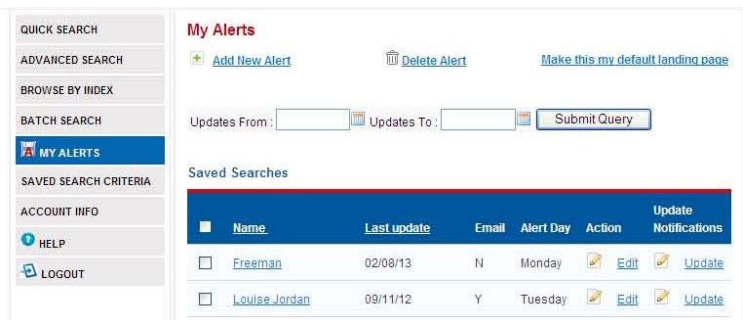 QUICK SEARCH
ADVANCED SEARCH
BROWSE BY INDEX
BATCH SEARCH
MY ALERTS
SAVED SEARCH CRITERIA
ACCOUNT INFO
HELP
LOGOUT
My Alerts
Add New Alert Delete Alert Make this my default landing page
Updates From : Updates To : Submit Query
Saved Searches
Name Last update Email Alert Day Action Update Notifications
Freeman 02/08/13 N Monday Edit Update
Louise Jordan 09/11/12 Y Tuesday Edit Update